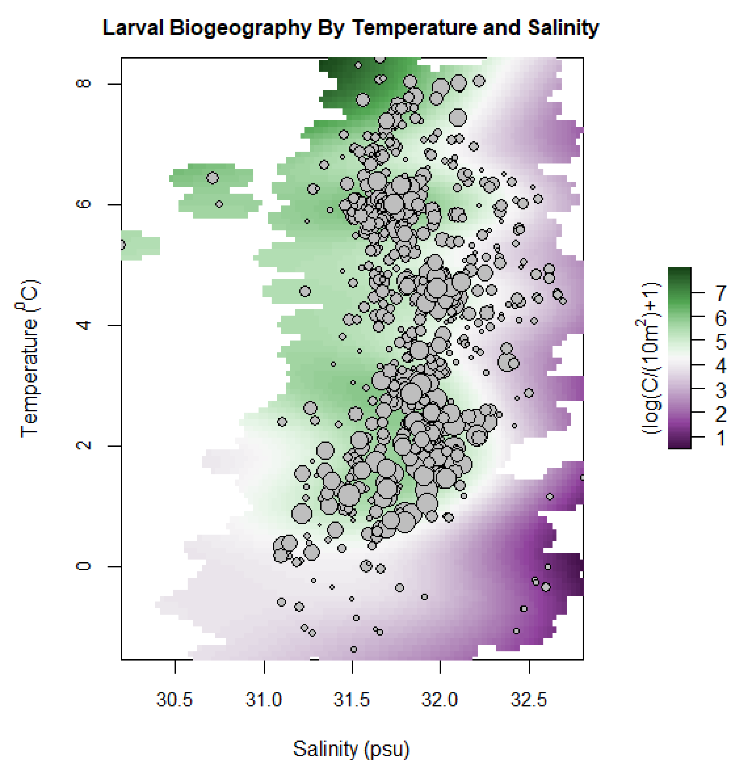 Larval Biogeography By Temperature and Salinity
8
6
4
2
0
Temperature (⁰C)
30.5 31.0 31.5 32.0 32.5
Salinity (psu)
7
6
5
4
3
2
1
(log(C/(10m²)+1)